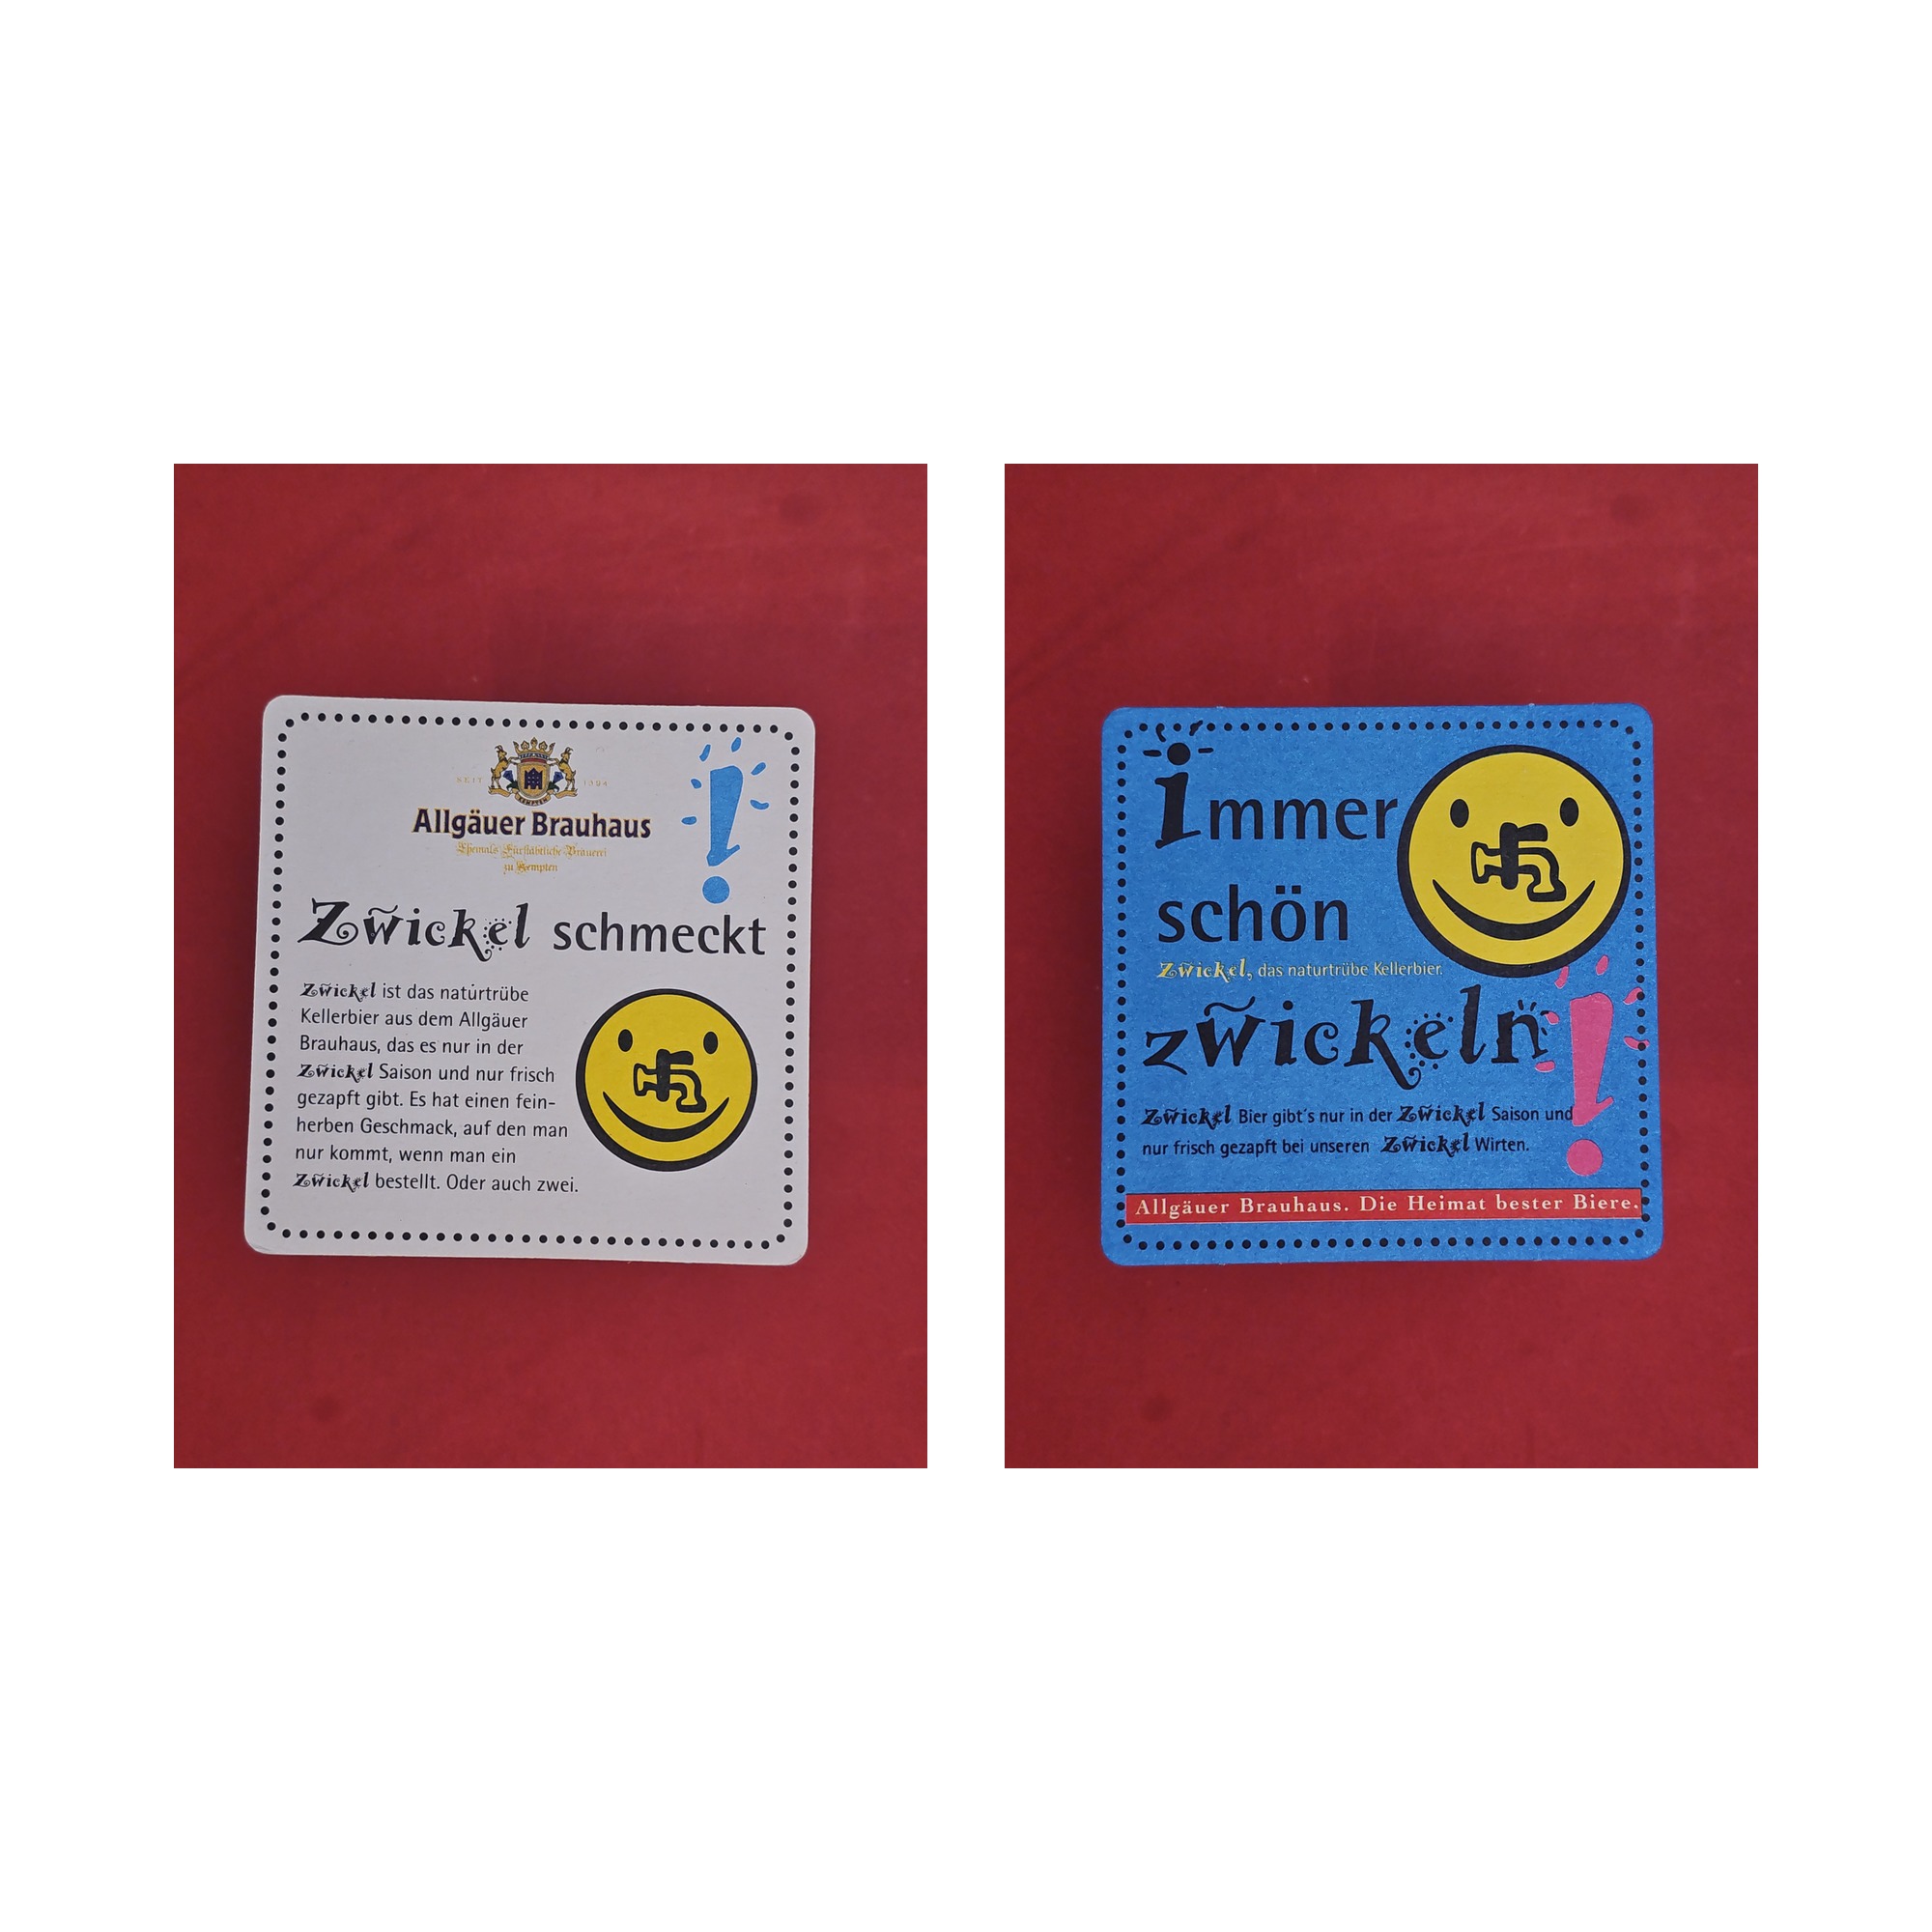 SEIT 1394
KEMPTEN
Allgäuer Brauhaus
Ehemals Fürstäbtliche Brauerei
zu Kempten
!
Zwickel schmeckt
Zwickel ist das naturtrübe
Kellerbier aus dem Allgäuer
Brauhaus, das es nur in der
Zwickel Saison und nur frisch
gezapft gibt. Es hat einen fein-
herben Geschmack, auf den man
nur kommt, wenn man ein
Zwickel bestellt. Oder auch zwei.
immer
schön
Zwickel, das naturtrübe Kellerbier.
zwickeln!
Zwickel Bier gibt´s nur in der Zwickel Saison und
nur frisch gezapft bei unseren Zwickel Wirten.
Allgäuer Brauhaus. Die Heimat bester Biere.